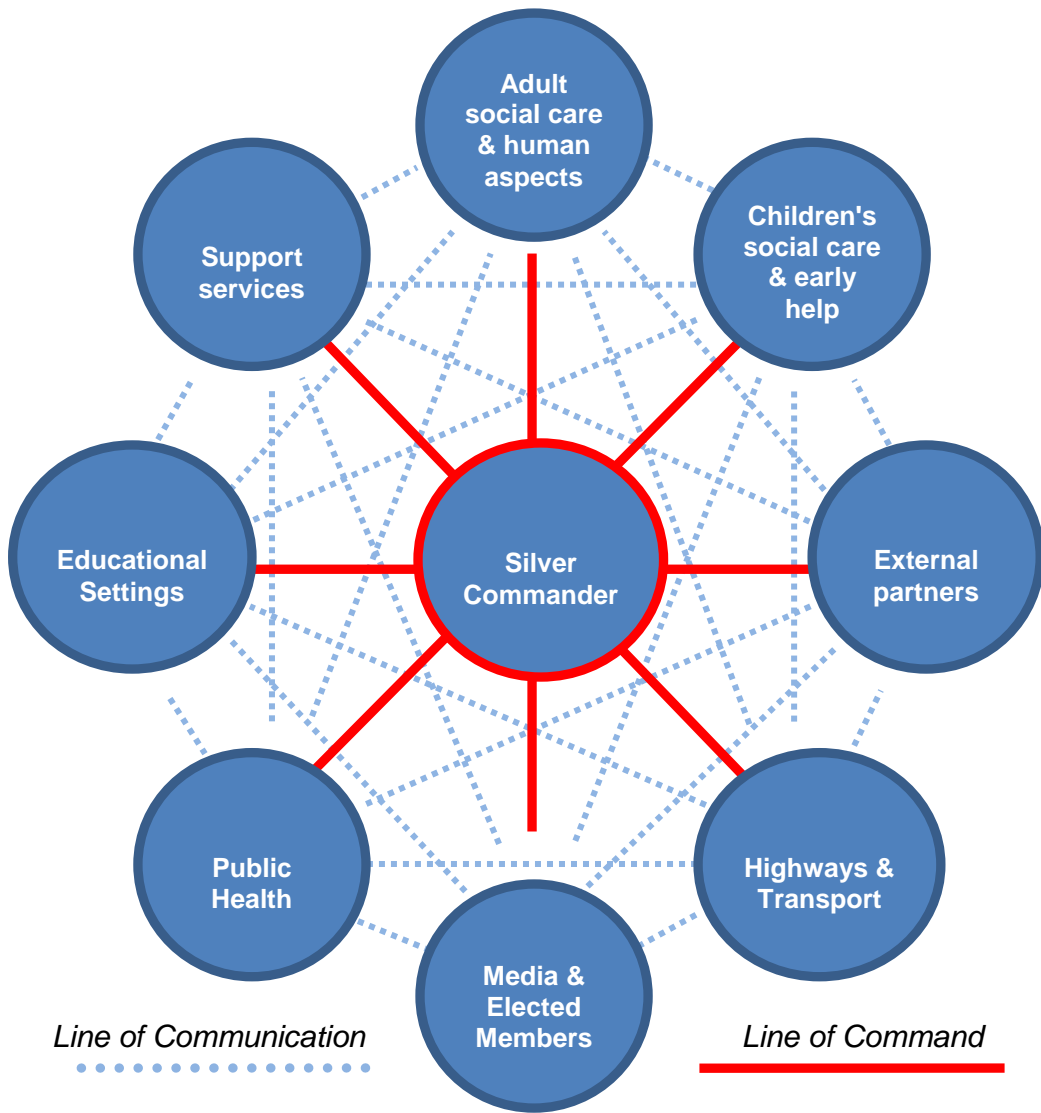 Adult
social care
& human
aspects
Support
services
Children's
social care
& early
help
Educational
Settings
Silver
Commander
External
partners
Public
Health
Highways &
Transport
Media &
Elected
Members
Line of Communication
Line of Command